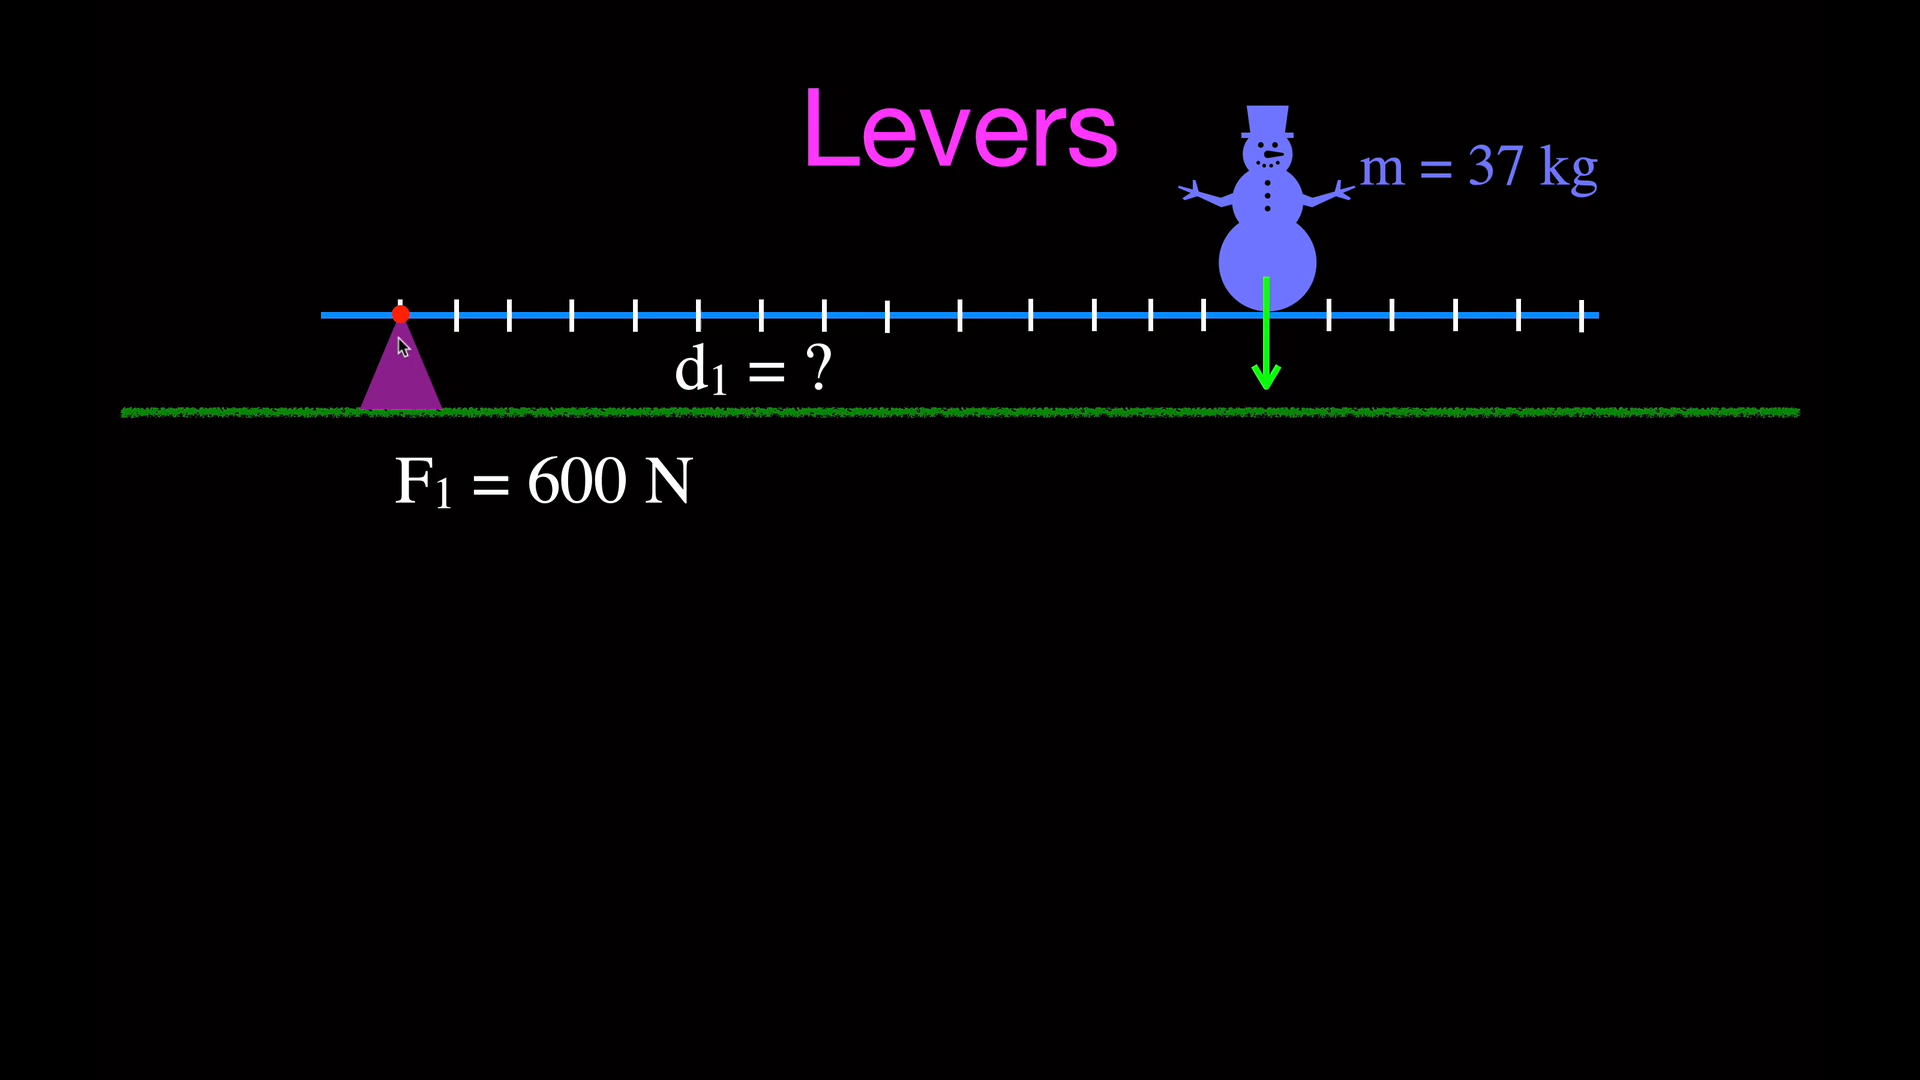 Levers
m = 37 kg
d₁ = ?
F₁ = 600 N